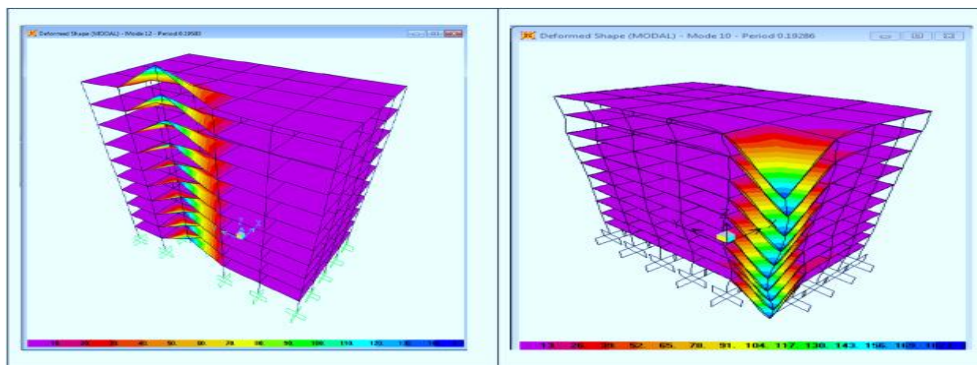 Deformed Shape (MODAL) - Mode 12 - Period 0.19583
Deformed Shape (MODAL) - Mode 10 - Period 0.19286
10. 20. 30. 40. 50. 60. 70. 80. 90. 100. 110. 120. 130.
13. 26. 39. 52. 65. 78. 91. 104. 117. 130. 143. 156. 169.